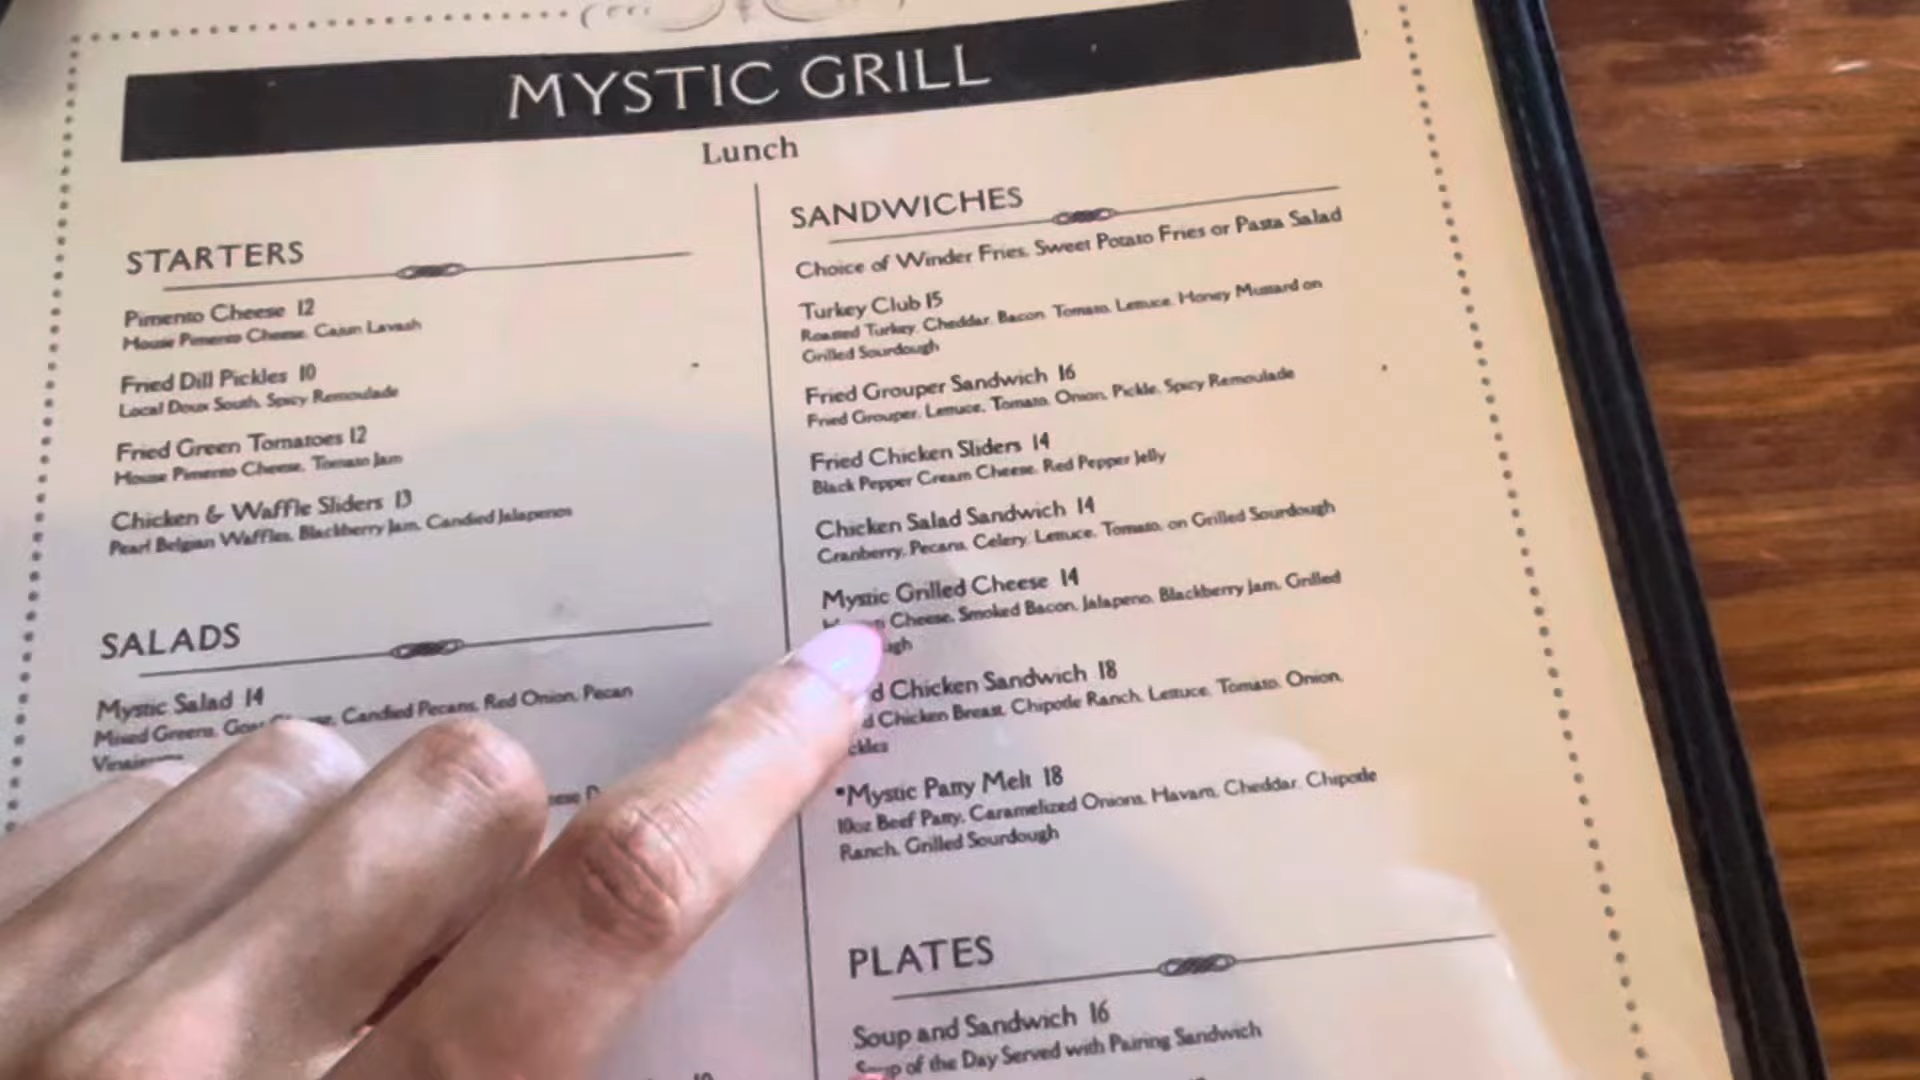 MYSTIC GRILL
Lunch
STARTERS
Pimento Cheese 12
House Pimento Cheese, Cajun Lavash
Fried Dill Pickles 10
Local Doux South, Spicy Remoulade
Fried Green Tomatoes 12
House Pimento Cheese, Tomato Jam
Chicken & Waffle Sliders 13
Pearl Belgian Waffles, Blackberry Jam, Candied Jalapenos
SALADS
Mystic Salad 14
Mixed Greens, Candied Pecans, Red Onion, Pecan
SANDWICHES
Choice of Winder Fries, Sweet Potato Fries or Pasta Salad
Turkey Club 15
Roasted Turkey, Cheddar, Bacon, Tomato, Lettuce, Honey Mustard on
Grilled Sourdough
Fried Grouper Sandwich 16
Fried Grouper, Lettuce, Tomato, Onion, Pickle, Spicy Remoulade
Fried Chicken Sliders 14
Black Pepper Cream Cheese, Red Pepper Jelly
Chicken Salad Sandwich 14
Cranberry, Pecans, Celery, Lettuce, Tomato, on Grilled Sourdough
Mystic Grilled Cheese 14
Cheese, Smoked Bacon, Jalapeno, Blackberry Jam, Grilled
Chicken Sandwich 18
Chicken Breast, Chipotle Ranch, Lettuce, Tomato, Onion,
*Mystic Patty Melt 18
10oz Beef Patty, Caramelized Onions, Havarti, Cheddar, Chipotle
Ranch, Grilled Sourdough
PLATES
Soup and Sandwich 16
Soup of the Day Served with Pairing Sandwich